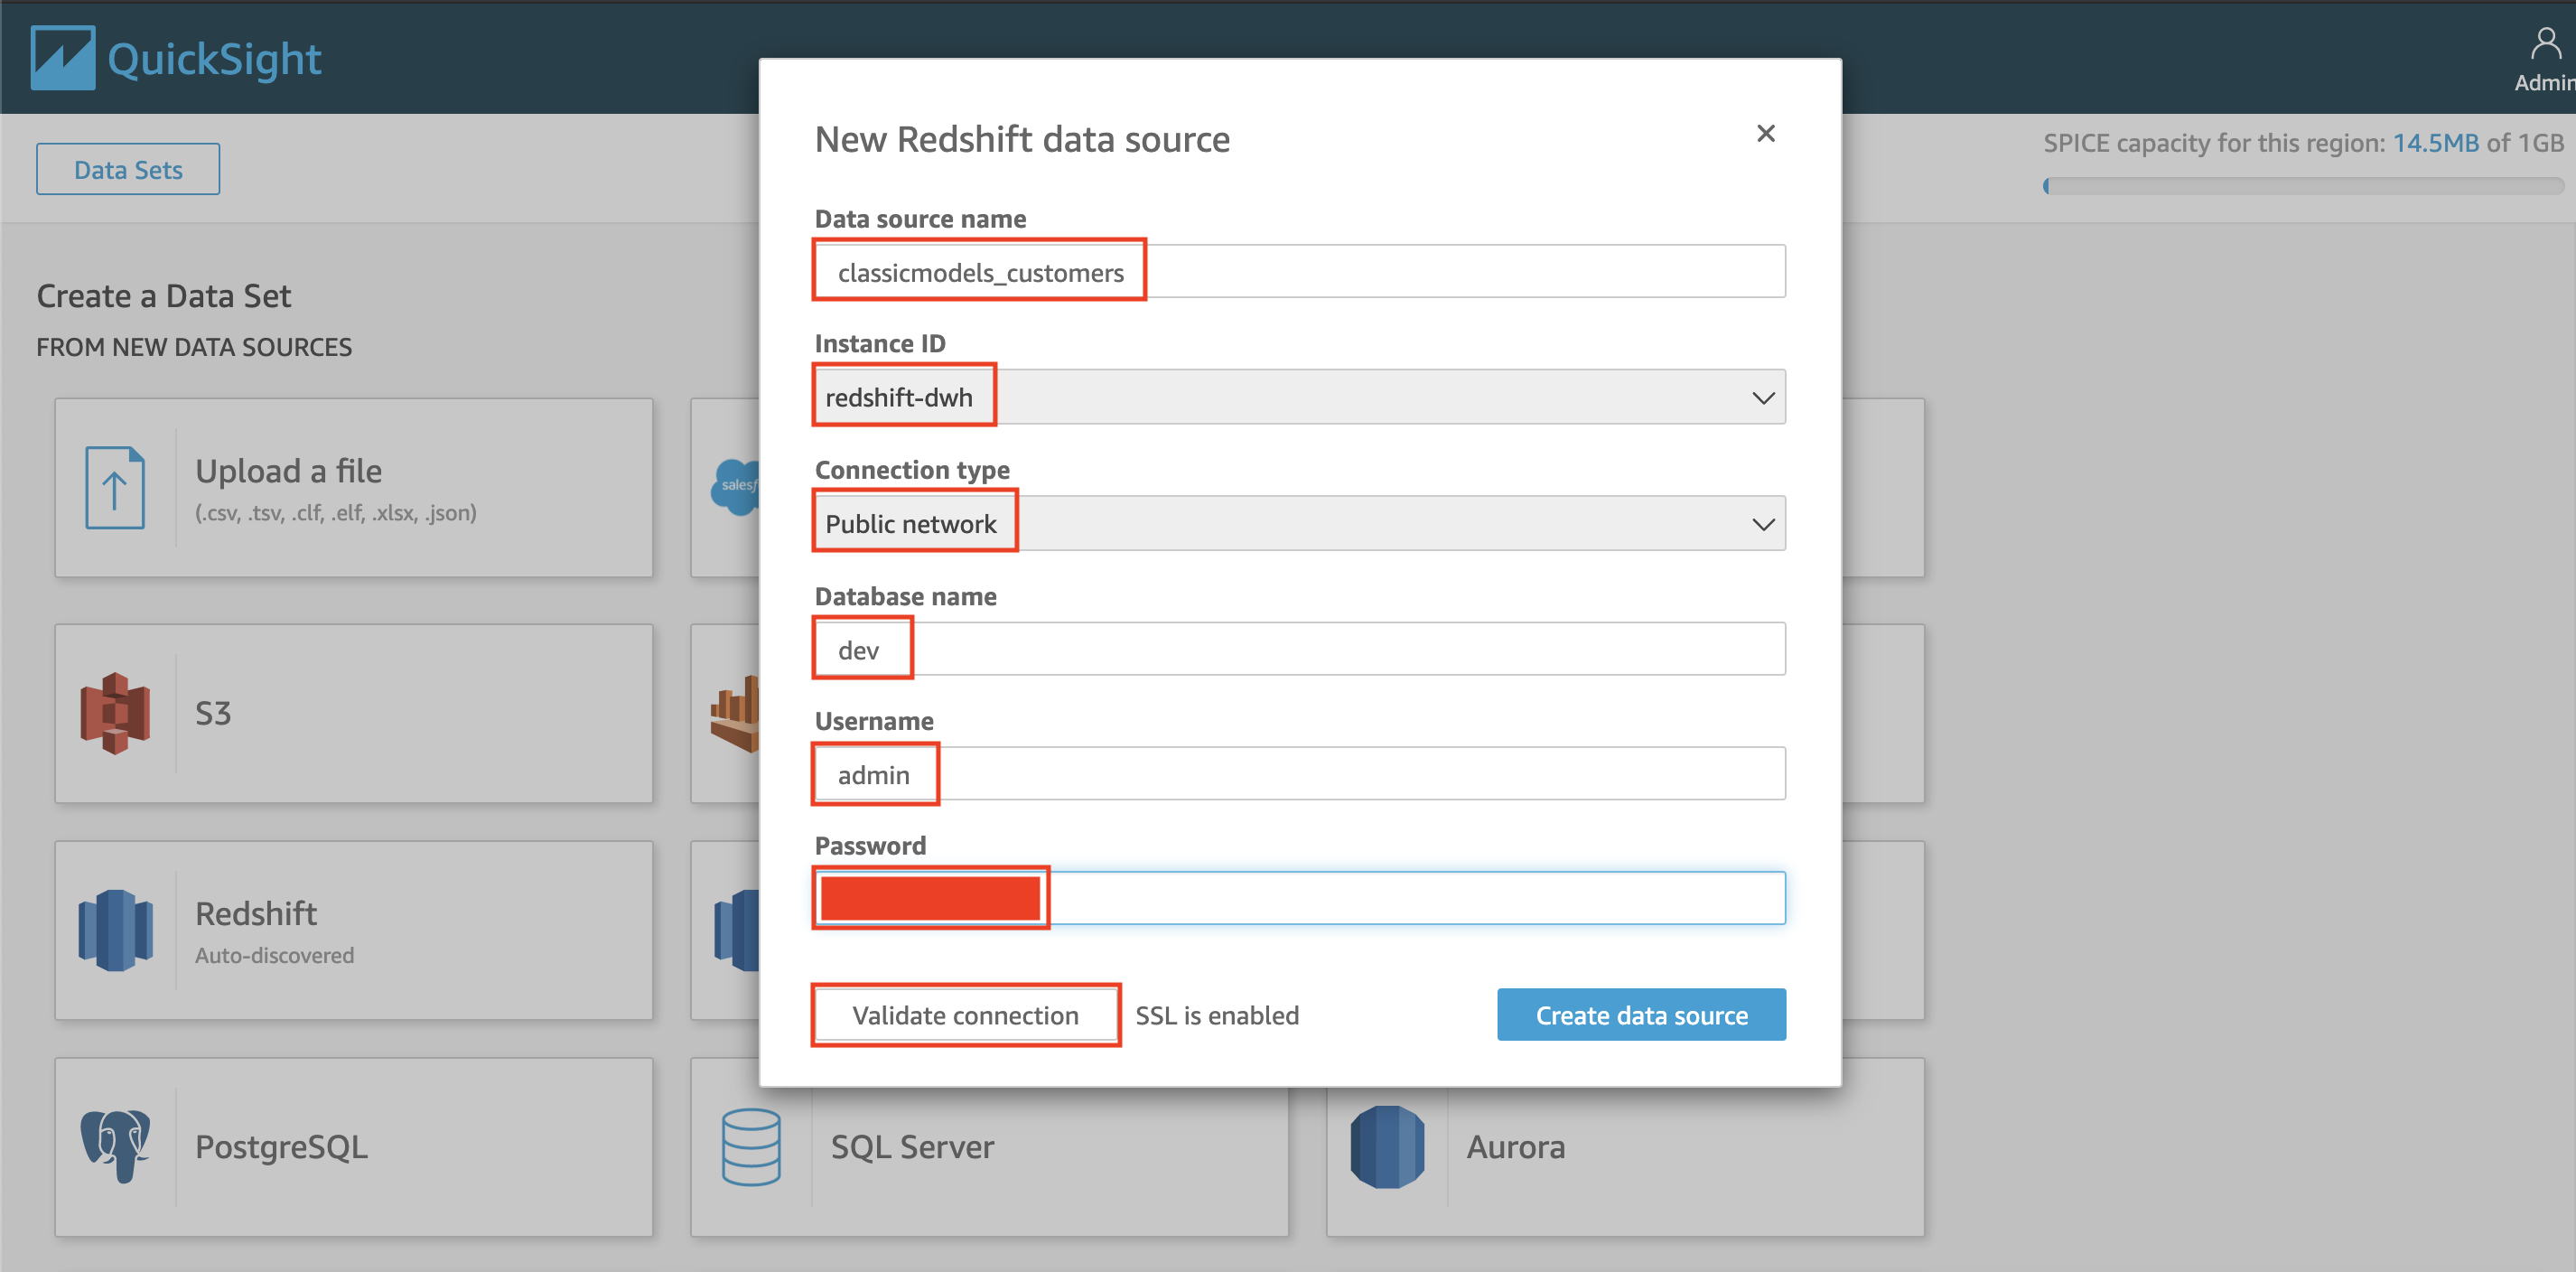 QuickSight
Admin
Data Sets
SPICE capacity for this region: 14.5MB of 1GB
Create a Data Set
FROM NEW DATA SOURCES
Upload a file
(.csv, .tsv, .clf, .elf, .xlsx, .json)
S3
Redshift
Auto-discovered
PostgreSQL
SQL Server
Aurora
New Redshift data source
Data source name
classicmodels_customers
Instance ID
redshift-dwh
Connection type
Public network
Database name
dev
Username
admin
Password
Validate connection
SSL is enabled
Create data source